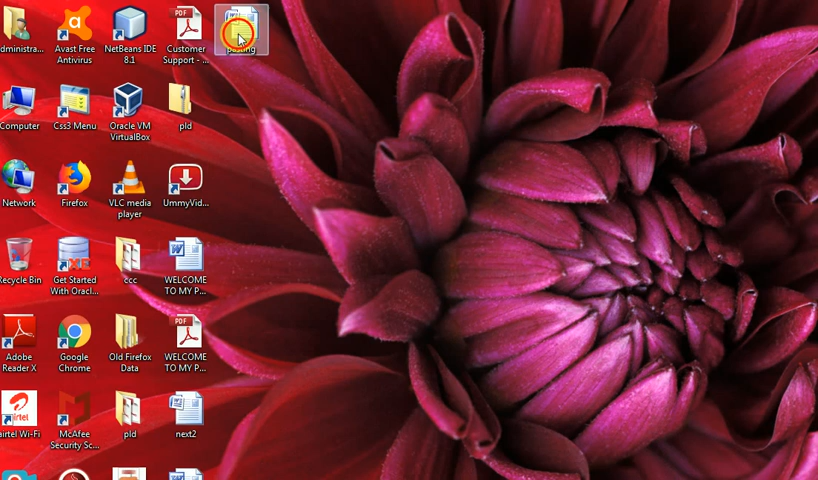 dministra...
Avast Free
Antivirus
NetBeans IDE
8.1
PDF
Customer
Support - ...
Computer
Css3 Menu
Oracle VM
VirtualBox
pld
Network
Firefox
VLC media
player
UmmyVid...
Recycle Bin
Get Started
With Oracl...
ccc
WELCOME
TO MY P...
Adobe
Reader X
Google
Chrome
Old Firefox
Data
PDF
WELCOME
TO MY P...
airtel
airtel Wi-Fi
McAfee
Security Sc...
pld
next2